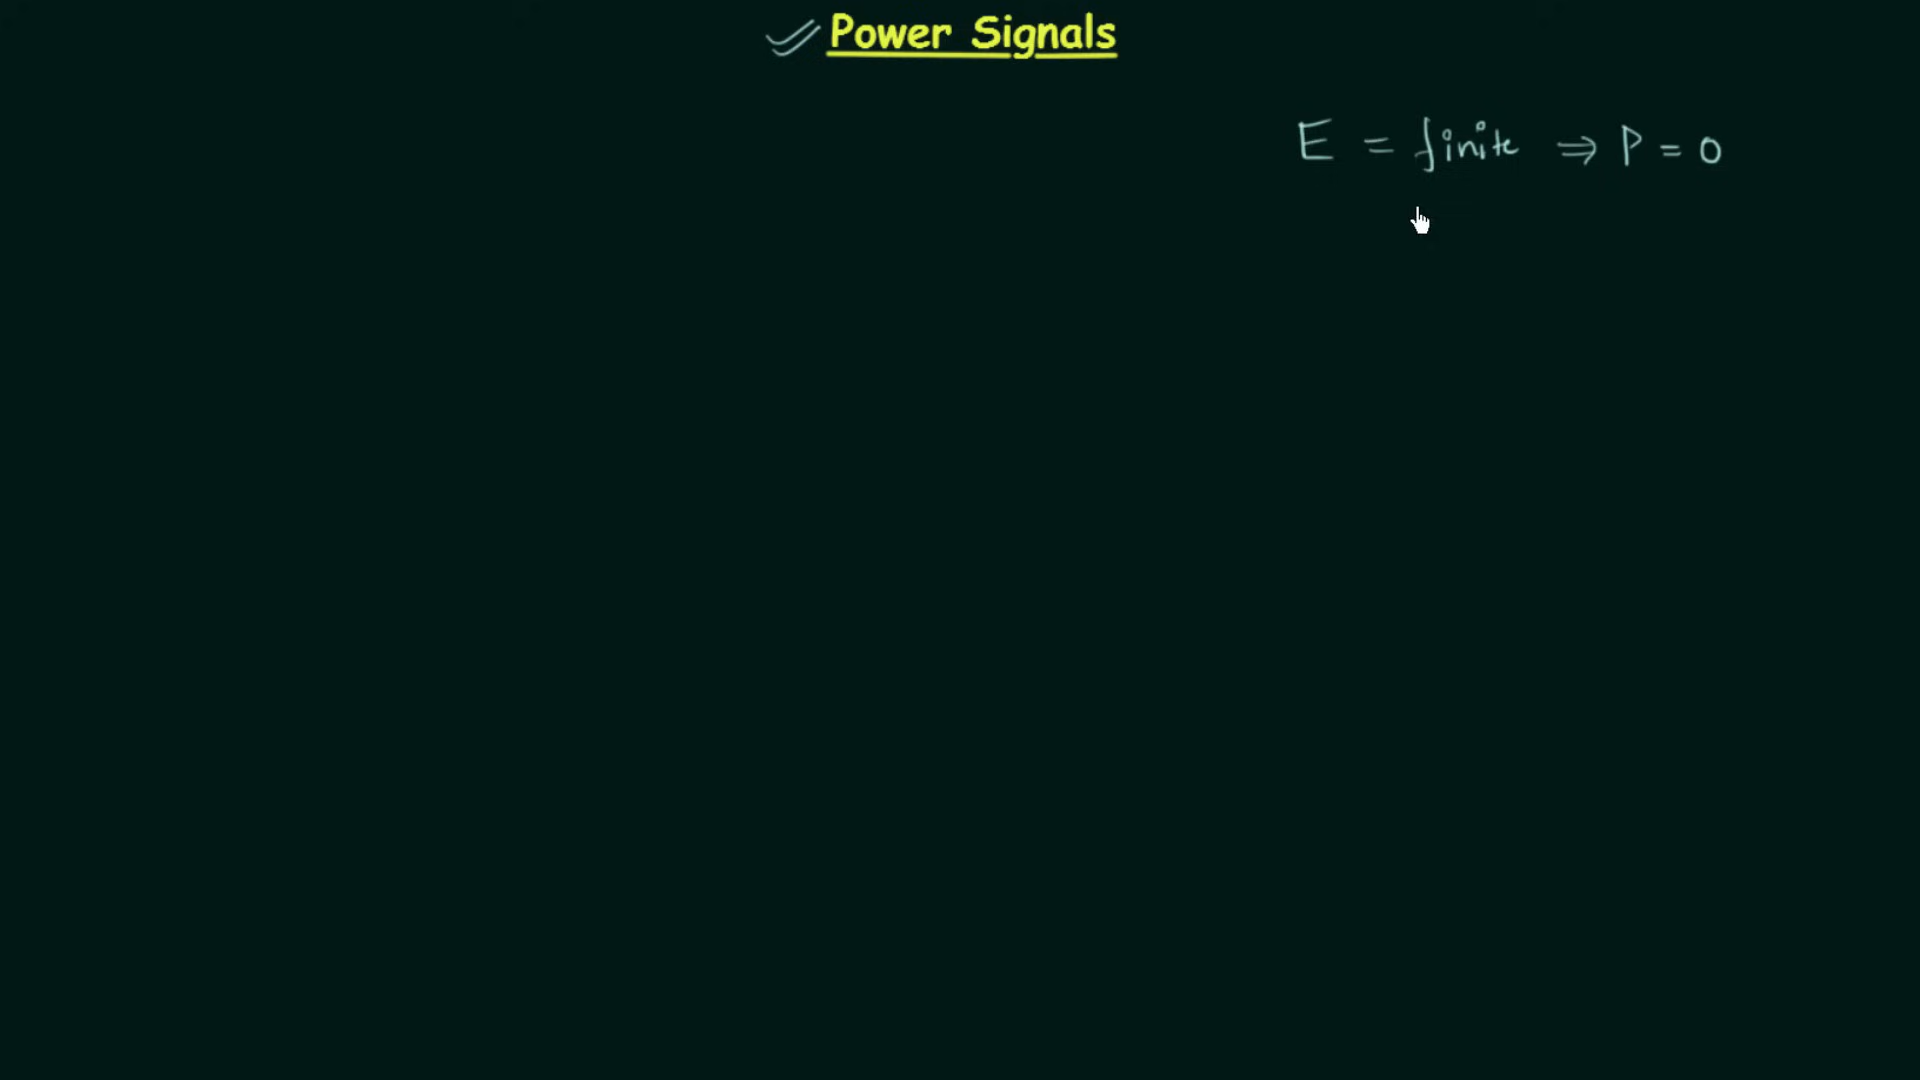 Power Signals
E = finite ⇒ P = 0